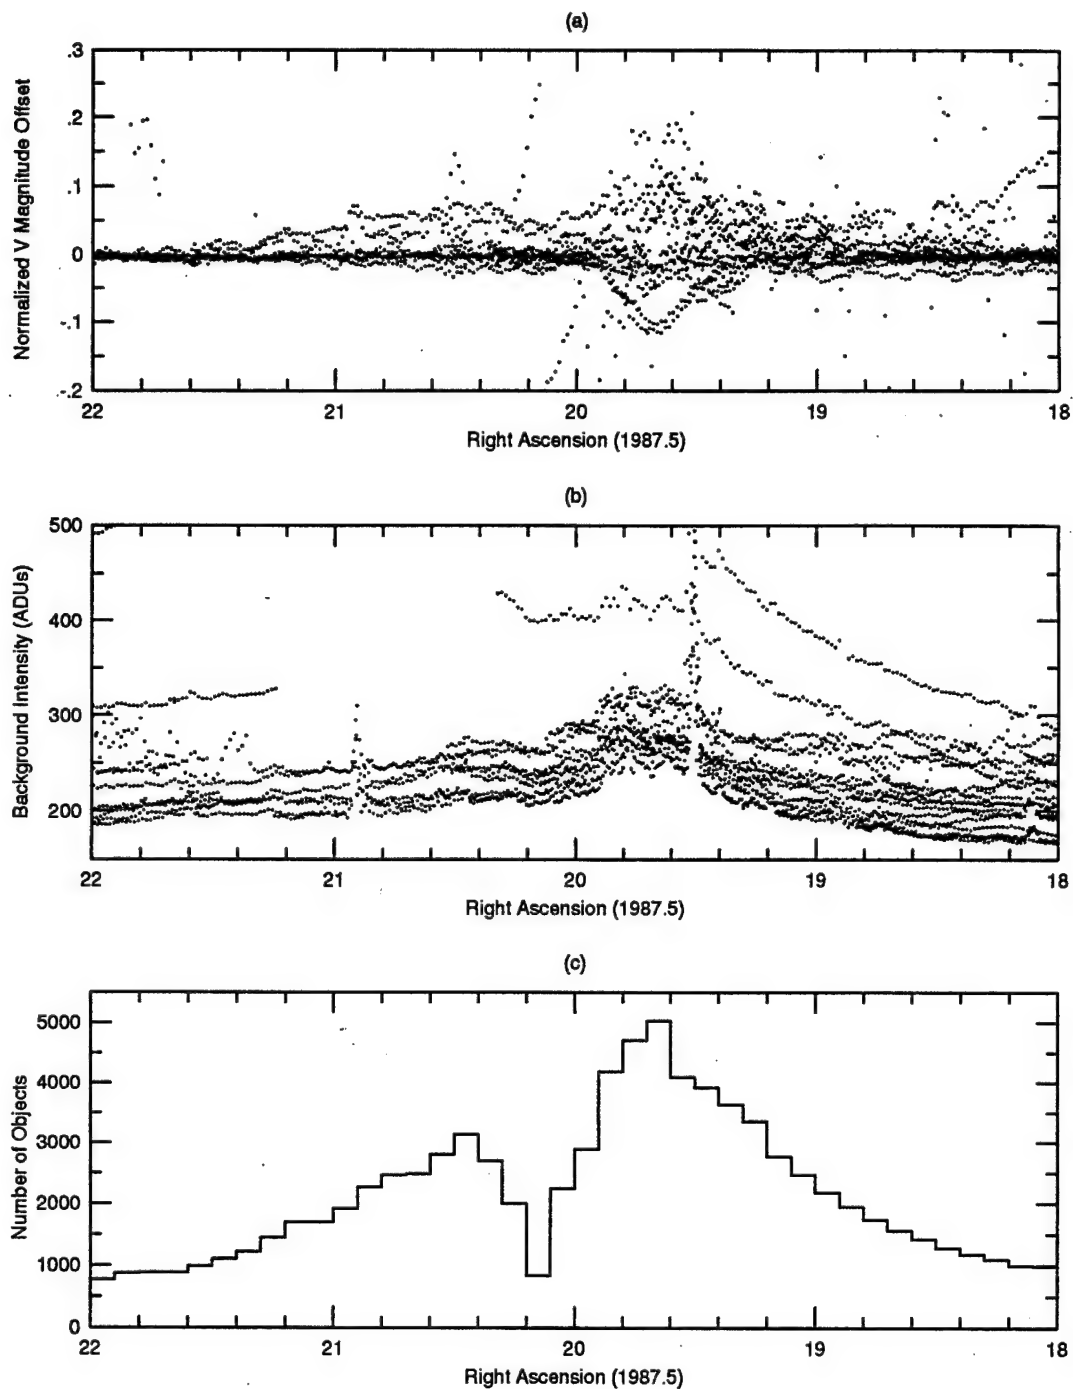 (a)
Normalized V Magnitude Offset
.3
.2
.1
0
-.1
-.2
22 21 20 19 18
Right Ascension (1987.5)
(b)
Background Intensity (ADUs)
500
400
300
200
22 21 20 19 18
Right Ascension (1987.5)
(c)
Number of Objects
5000
4000
3000
2000
1000
0
22 21 20 19 18
Right Ascension (1987.5)